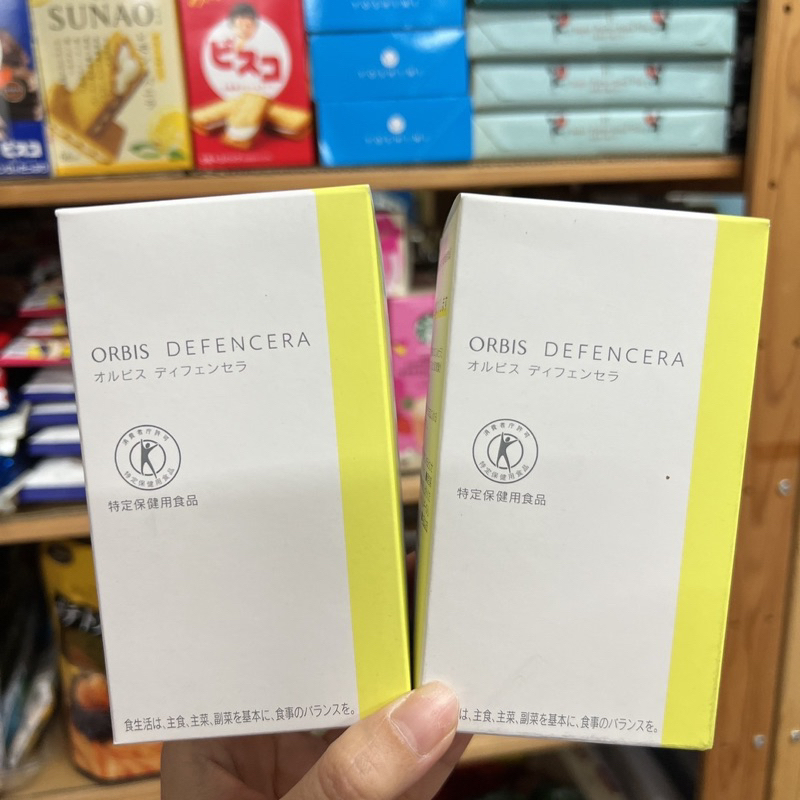 SUNAO
ビスコ
ビスコ
ORBIS DEFENCERA
オルビス ディフェンセラ
消費者庁許可
特定保健用食品
特定保健用食品
食生活は、主食、主菜、副菜を基本に、食事のバランスを。
ORBIS DEFENCERA
オルビス ディフェンセラ
消費者庁許可
特定保健用食品
特定保健用食品
は、主食、主菜、副菜を基本に、食事のバランスを。